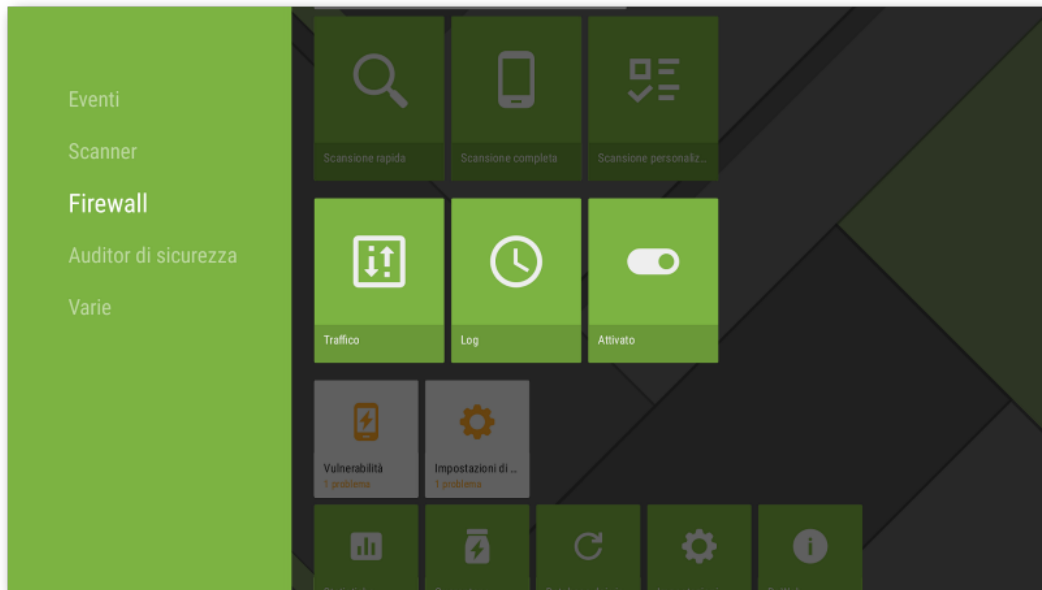 Eventi
Scanner
Firewall
Auditor di sicurezza
Varie
Scansione rapida
Scansione completa
Scansione personaliz...
Traffico
Log
Attivato
Vulnerabilità
1 problema
Impostazioni di ...
1 problema